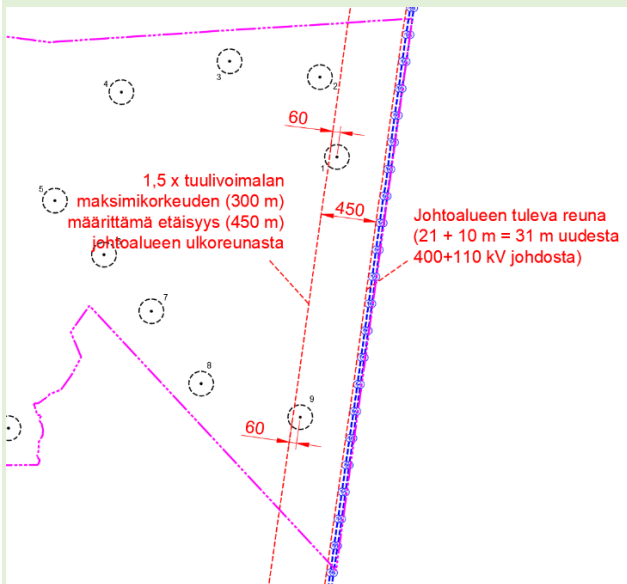 3
4
2
60
1
1,5 x tuulivoimalan
maksimikorkeuden (300 m)
määrittämä etäisyys (450 m)
johtoalueen ulkoreunasta
5
450
Johtoalueen tuleva reuna
(21 + 10 m = 31 m uudesta
400+110 kV johdosta)
7
8
9
60